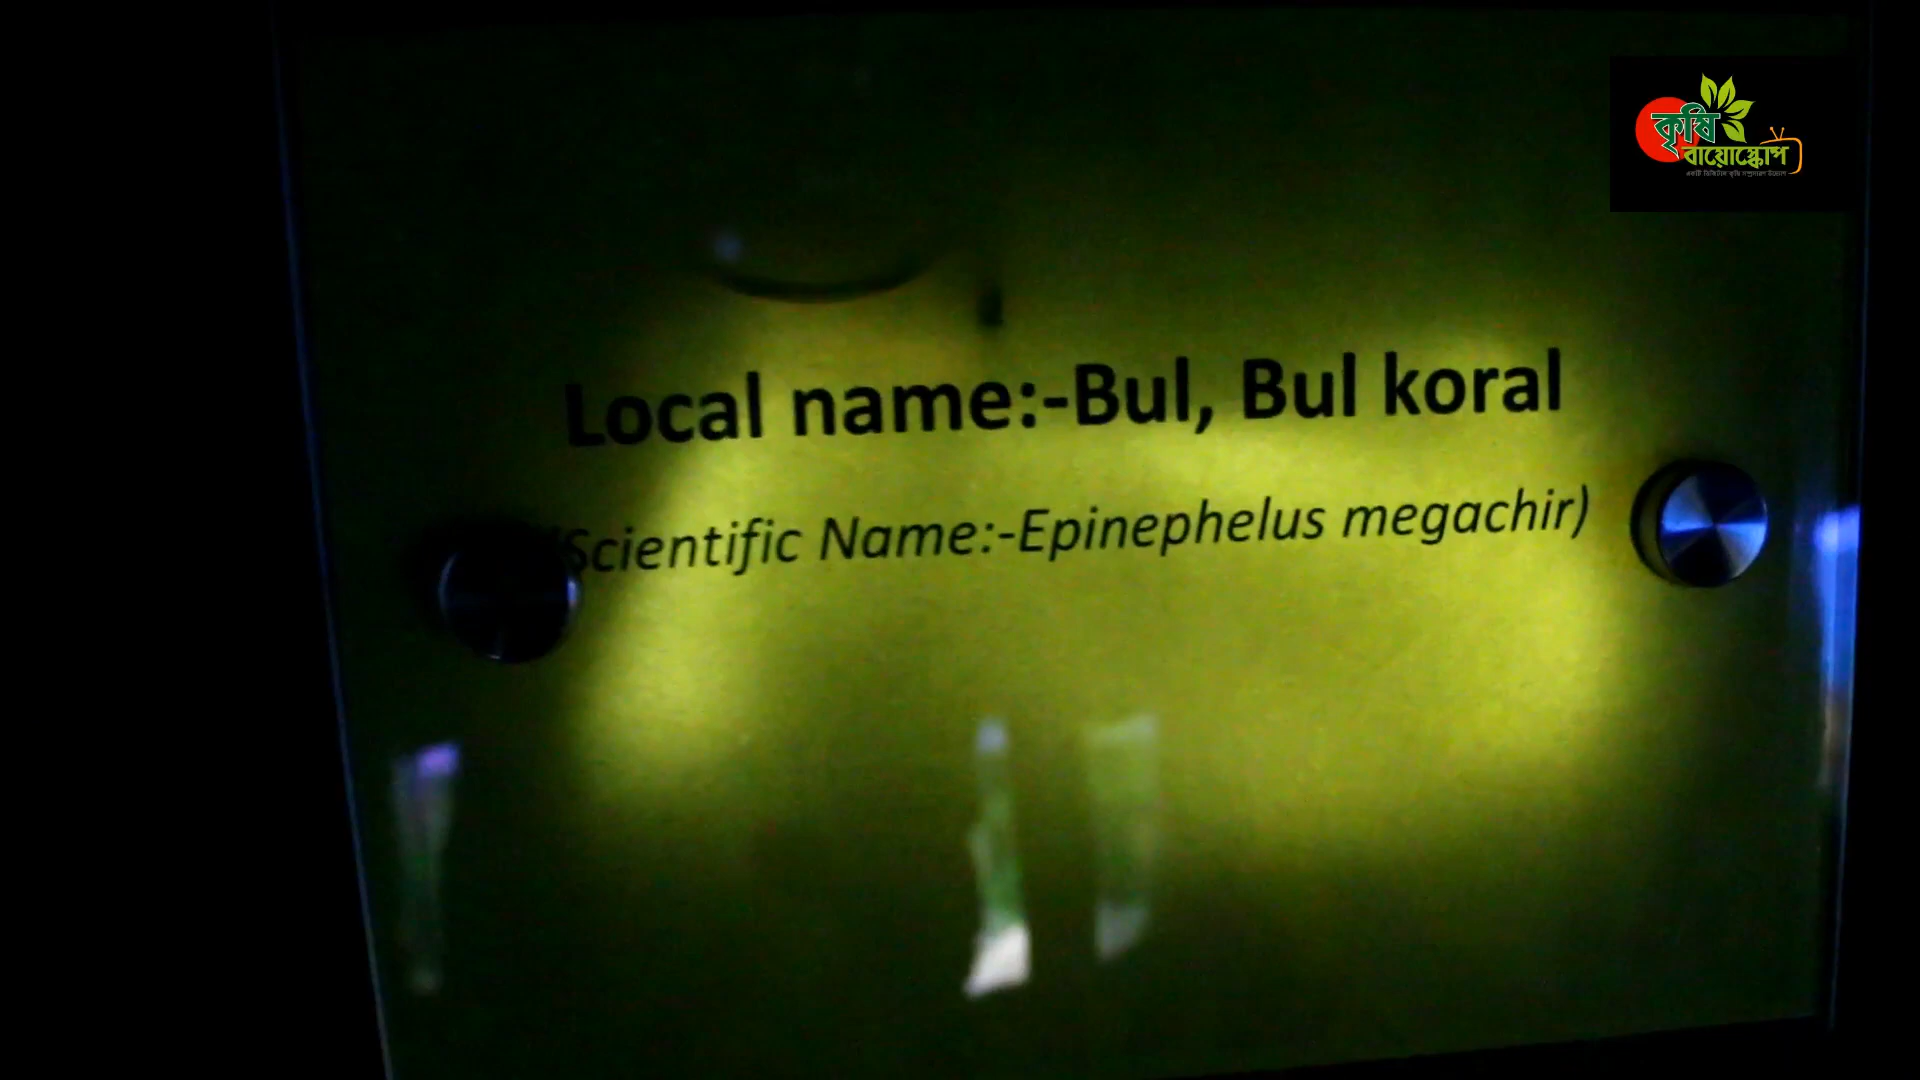 কৃষি
বায়োস্কোপ
Local name:-Bul, Bul koral
(Scientific Name:-Epinephelus megachir)